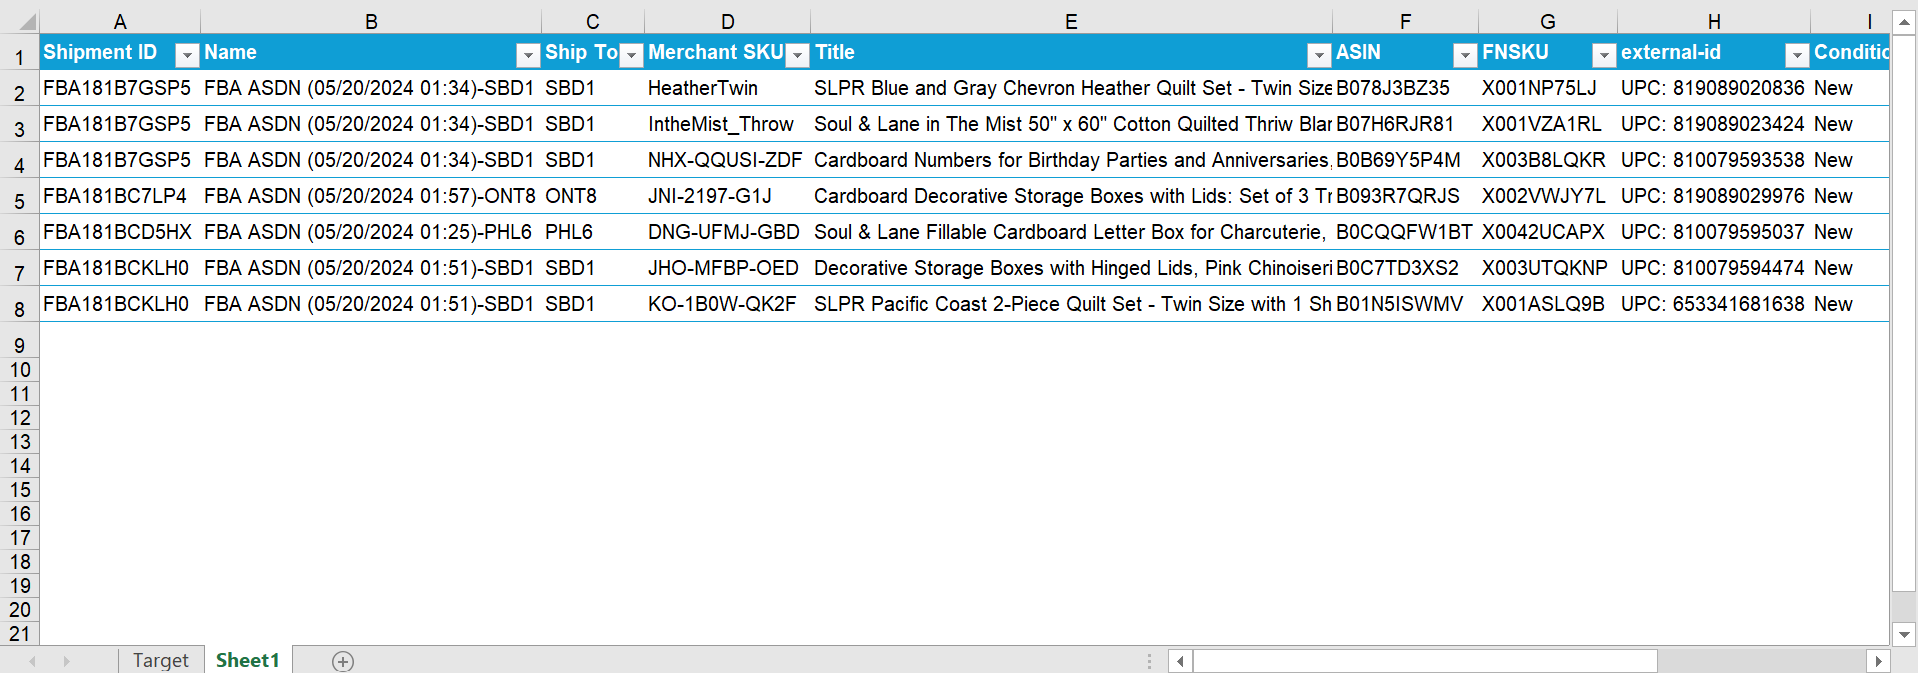 A B C D E F G H I
1 Shipment ID Name Ship To Merchant SKU Title ASIN FNSKU external-id Conditio
2 FBA181B7GSP5 FBA ASDN (05/20/2024 01:34)-SBD1 SBD1 HeatherTwin SLPR Blue and Gray Chevron Heather Quilt Set - Twin Size B078J3BZ35 X001NP75LJ UPC: 819089020836 New
3 FBA181B7GSP5 FBA ASDN (05/20/2024 01:34)-SBD1 SBD1 IntheMist_Throw Soul & Lane in The Mist 50" x 60" Cotton Quilted Thriw Blan B07H6RJR81 X001VZA1RL UPC: 819089023424 New
4 FBA181B7GSP5 FBA ASDN (05/20/2024 01:34)-SBD1 SBD1 NHX-QQUSI-ZDF Cardboard Numbers for Birthday Parties and Anniversaries, B0B69Y5P4M X003B8LQKR UPC: 810079593538 New
5 FBA181BC7LP4 FBA ASDN (05/20/2024 01:57)-ONT8 ONT8 JNI-2197-G1J Cardboard Decorative Storage Boxes with Lids: Set of 3 Tr B093R7QRJS X002VWJY7L UPC: 819089029976 New
6 FBA181BCD5HX FBA ASDN (05/20/2024 01:25)-PHL6 PHL6 DNG-UFMJ-GBD Soul & Lane Fillable Cardboard Letter Box for Charcuterie, B0CQQFW1BT X0042UCAPX UPC: 810079595037 New
7 FBA181BCKLH0 FBA ASDN (05/20/2024 01:51)-SBD1 SBD1 JHO-MFBP-OED Decorative Storage Boxes with Hinged Lids, Pink Chinoiseri B0C7TD3XS2 X003UTQKNP UPC: 810079594474 New
8 FBA181BCKLH0 FBA ASDN (05/20/2024 01:51)-SBD1 SBD1 KO-1B0W-QK2F SLPR Pacific Coast 2-Piece Quilt Set - Twin Size with 1 Sh B01N5ISWMV X001ASLQ9B UPC: 653341681638 New
9
10
11
12
13
14
15
16
17
18
19
20
21
Target Sheet1